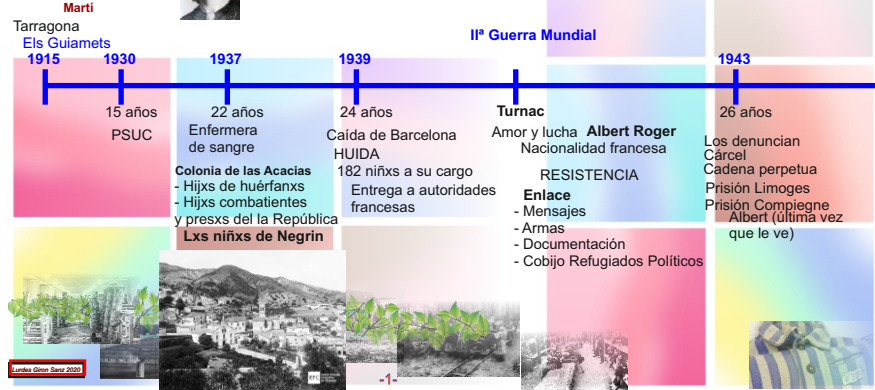 Martí
Tarragona
Els Guiamets
IIª Guerra Mundial
1915
1930
1937
1939
1943
15 años
PSUC
22 años
Enfermera
de sangre
Colonia de las Acacias
- Hijxs de huérfanxs
- Hijxs combatientes
y presxs del la República
Lxs niñxs de Negrin
24 años
Caída de Barcelona
HUIDA
182 niñxs a su cargo
Entrega a autoridades
francesas
Turnac
Amor y lucha Albert Roger
Nacionalidad francesa
RESISTENCIA
Enlace
- Mensajes
- Armas
- Documentación
- Cobijo Refugiados Políticos
26 años
Los denuncian
Cárcel
Cadena perpetua
Prisión Limoges
Prisión Compiegne
Albert (última vez
que le ve)
Lurdes Giron Sanz 2020
-1-